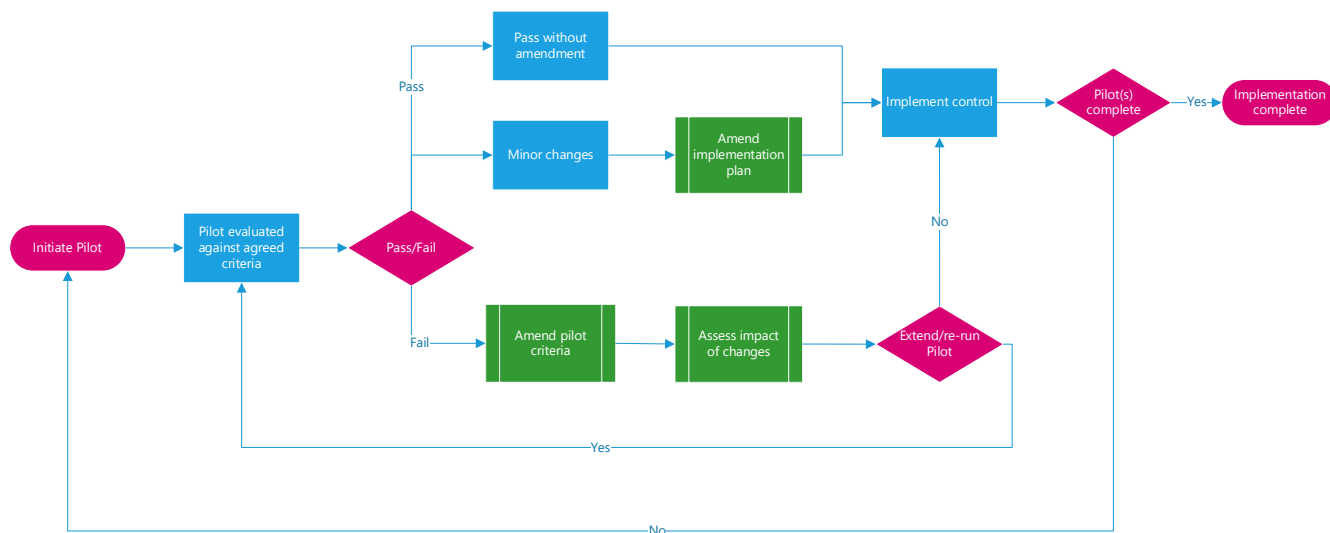 Pass without
amendment
Pass
Implement control
Pilot(s)
complete
Yes
Implementation
complete
Minor changes
Amend
implementation
plan
No
Initiate Pilot
Pilot evaluated
against agreed
criteria
Pass/Fail
Fail
Amend pilot
criteria
Assess impact
of changes
Extend/re-run
Pilot
Yes
No